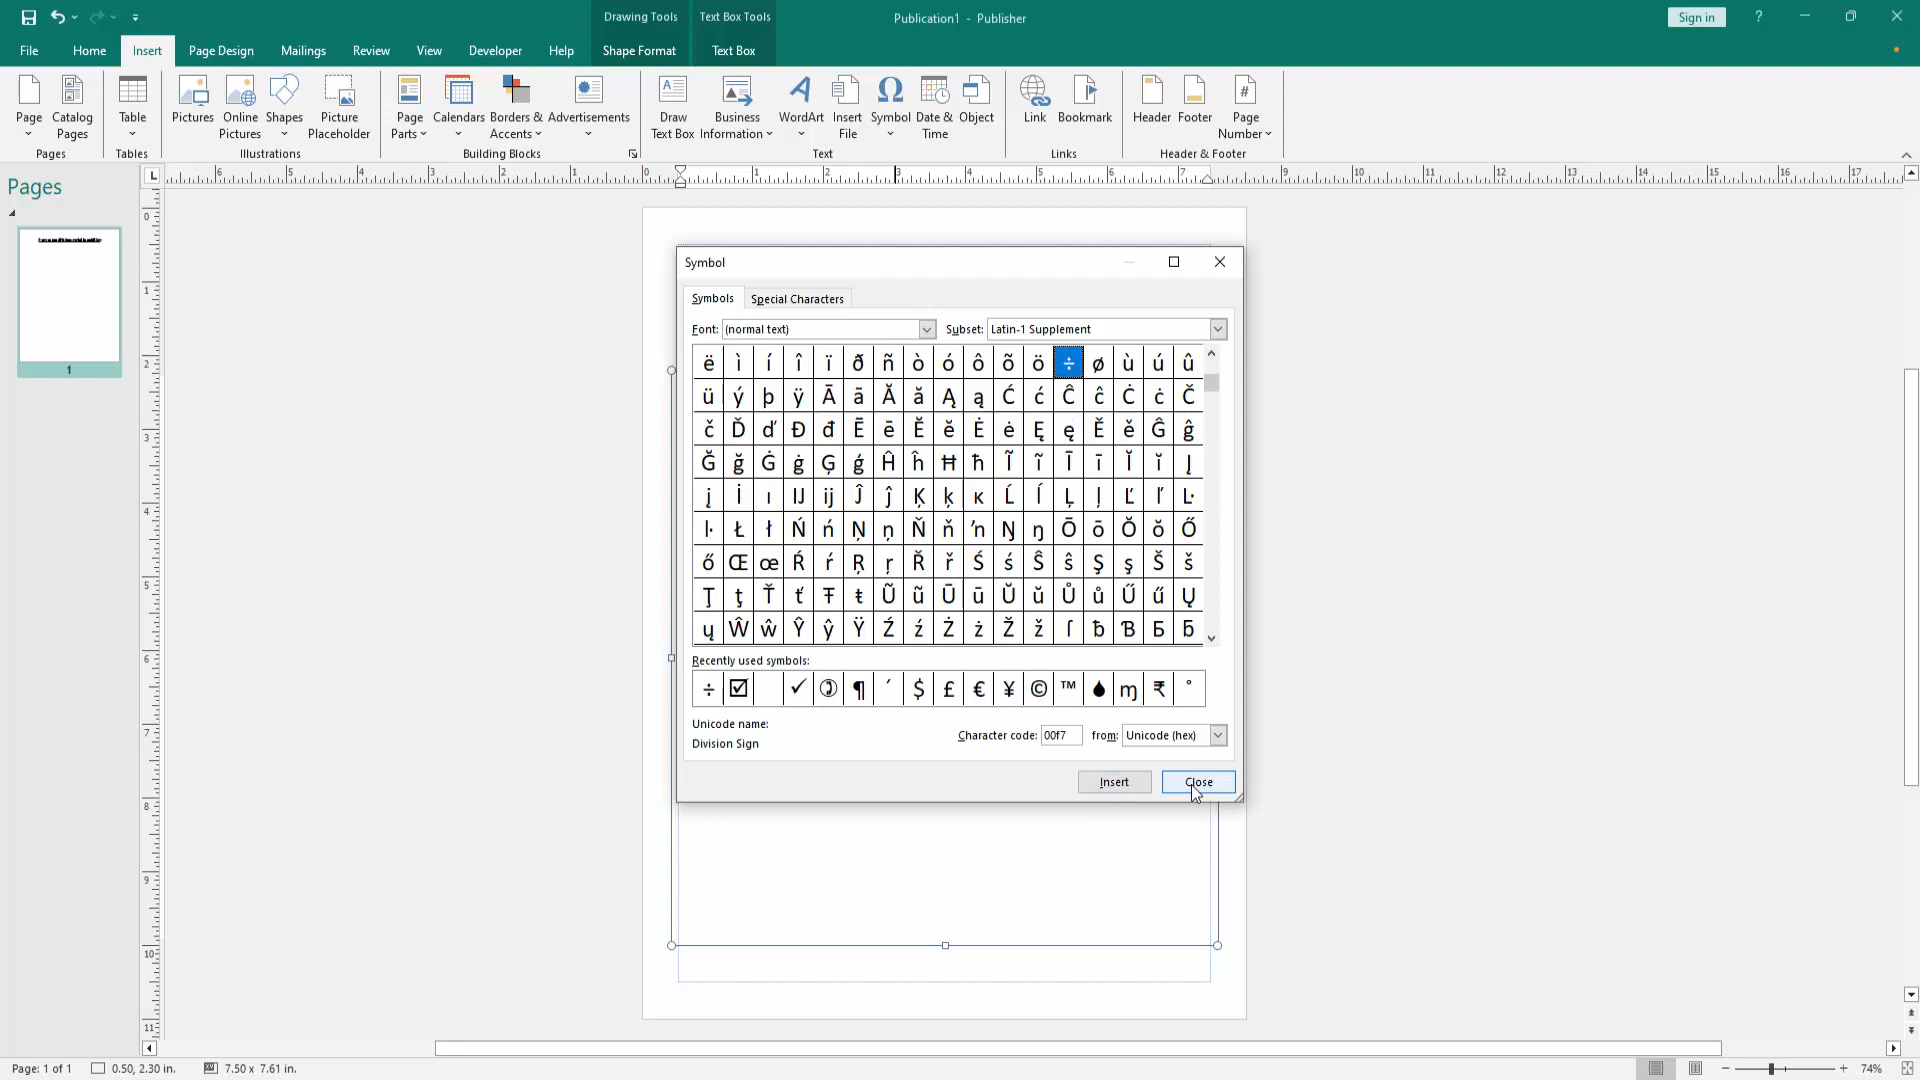 Drawing Tools Text Box Tools Publication1 - Publisher Sign in ?
File Home Insert Page Design Mailings Review View Developer Help Shape Format Text Box
Page Catalog Pages Table Pictures Online Pictures Shapes Picture Placeholder Page Parts Calendars Borders & Accents Advertisements Draw Text Box Business Information WordArt Insert File Symbol Date & Time Object Link Bookmark Header Footer Page Number
Pages Tables Illustrations Building Blocks Text Links Header & Footer
Pages
1
Symbol
Symbols Special Characters
Font: (normal text) Subset: Latin-1 Supplement
ë ì í î ï ð ñ ò ó ô õ ö ÷ ø ù ú û
ü ý þ ÿ Ā ā Ă ă Ą ą Ć ć Ĉ ĉ Ċ ċ Č
č Ď ď Đ đ Ē ē Ĕ ĕ Ė ė Ę ę Ě ě Ĝ ĝ
Ğ ğ Ġ ġ Ģ ģ Ĥ ĥ Ħ ħ Ĩ ĩ Ī ī Ĭ ĭ Į
į İ ı Ĳ ĳ Ĵ ĵ Ķ ķ ĸ Ĺ ĺ Ļ ļ Ľ ľ Ŀ
ŀ Ł ł Ń ń Ņ ņ Ň ň ŉ Ŋ ŋ Ō ō Ŏ ŏ Ő
ő Œ œ Ŕ ŕ Ŗ ŗ Ř ř Ś ś Ŝ ŝ Ş ş Š š
Ţ ţ Ť ť Ŧ ŧ Ũ ũ Ū ū Ŭ ŭ Ů ů Ű ű Ų
ų Ŵ ŵ Ŷ ŷ Ÿ Ź ź Ż ż Ž ž ſ ƀ Ɓ Ƃ ƃ
Recently used symbols:
÷ ☑ ✓ ✆ ¶ ´ $ £ € ¥ © ™ 🌢 ɱ ₹ °
Unicode name:
Division Sign
Character code: 00f7 from: Unicode (hex)
Insert Close
Page: 1 of 1 0.50, 2.30 in. 7.50 x 7.61 in. 74%